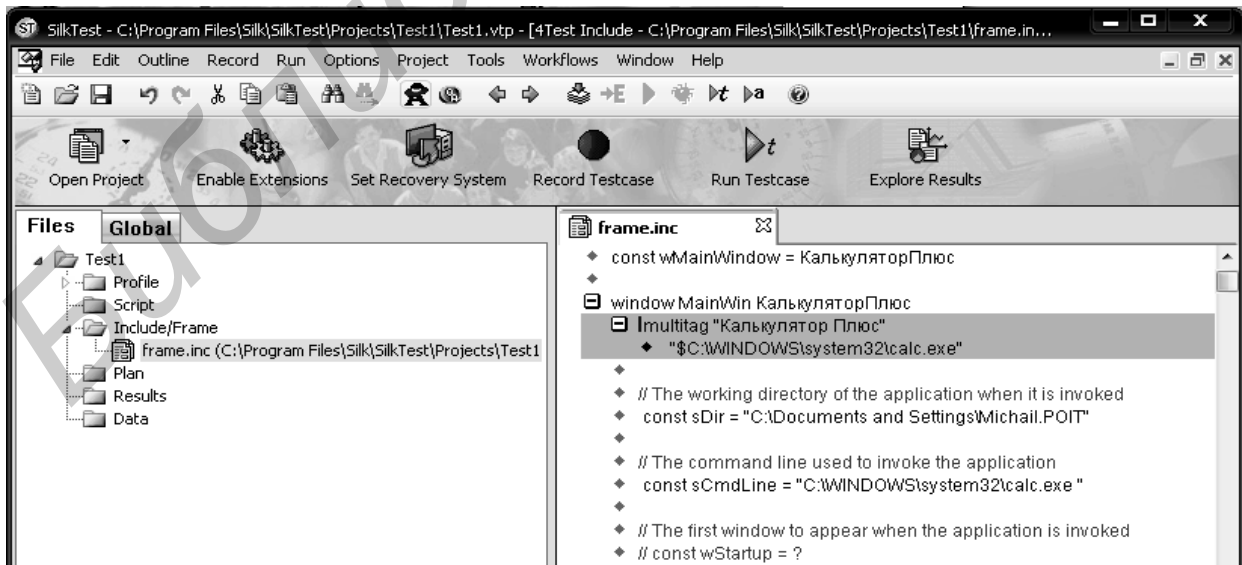 SilkTest - C:\Program Files\Silk\SilkTest\Projects\Test1\Test1.vtp - [4Test Include - C:\Program Files\Silk\SilkTest\Projects\Test1\frame.in...
File Edit Outline Record Run Options Project Tools Workflows Window Help
Open Project Enable Extensions Set Recovery System Record Testcase Run Testcase Explore Results
Files Global
Test1
Profile
Script
Include/Frame
frame.inc (C:\Program Files\Silk\SilkTest\Projects\Test1
Plan
Results
Data
frame.inc
const wMainWindow = КалькуляторПлюс
window MainWin КалькуляторПлюс
multitag "Калькулятор Плюс"
"$C:\WINDOWS\system32\calc.exe"
// The working directory of the application when it is invoked
const sDir = "C:\Documents and Settings\Michail.POIT"
// The command line used to invoke the application
const sCmdLine = "C:\WINDOWS\system32\calc.exe "
// The first window to appear when the application is invoked
// const wStartup = ?